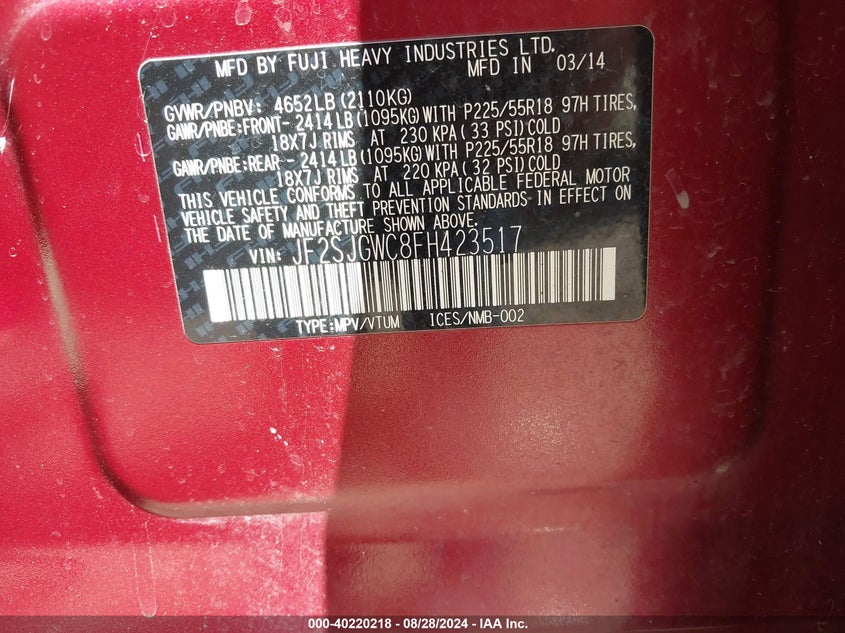 MFD BY FUJI HEAVY INDUSTRIES LTD.
MFD IN 03/14
GVWR/PNBV: 4652LB(2110KG)
GAWR/PNBE:FRONT- 2414LB(1095KG)WITH P225/55R18 97H TIRES,
18X7J RIMS AT 230 KPA( 33 PSI)COLD
GAWR/PNBE:REAR - 2414LB(1095KG)WITH P225/55R18 97H TIRES,
18X7J RIMS AT 220 KPA( 32 PSI)COLD
THIS VEHICLE CONFORMS TO ALL APPLICABLE FEDERAL MOTOR
VEHICLE SAFETY AND THEFT PREVENTION STANDARDS IN EFFECT ON
THE DATE OF MANUFACTURE SHOWN ABOVE.
VIN: JF2SJGWC8FH423517
TYPE:MPV/VTUM ICES/NMB-002
000-40220218 - 08/28/2024 - IAA Inc.